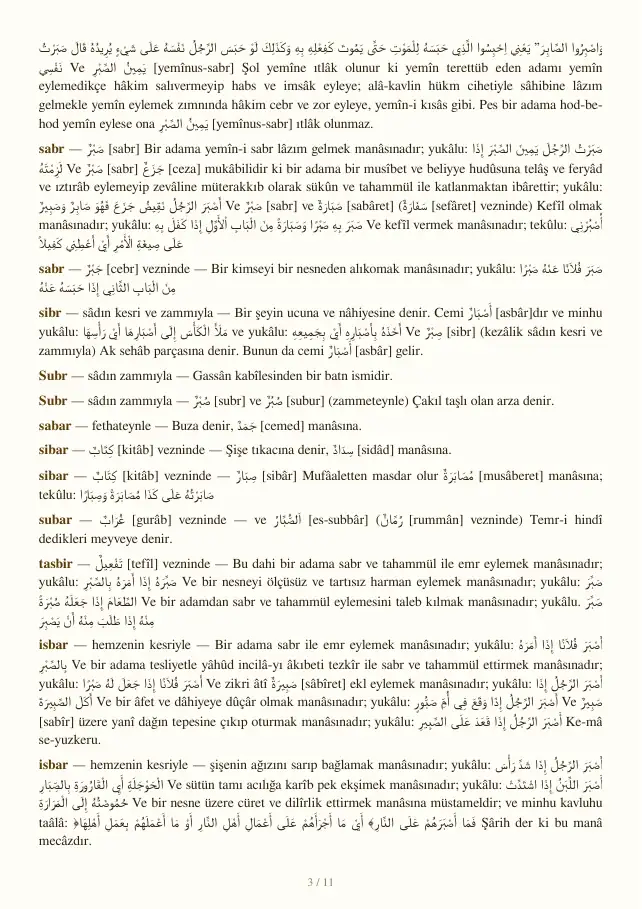 وَاصْبِرُوا الصَّابِرَ” يَعْنِي اِحْبِسُوا الَّذِي حَبَسَهُ لِلْمَوْتِ حَتَّى يَمُوتَ كَفِعْلِهِ بِهِ وَكَذَلِكَ لَوْ حَبَسَ الرَّجُلُ نَفْسَهُ عَلَى شَيْءٍ يُرِيدُهُ قَالَ صَبَرْتُ
نَفْسِي Ve يَمِينُ الصَّبْرِ [yemînus-sabr] Şol yemîne ıtlâk olunur ki yemîn terettüb eden adamı yemîn
eylemedikçe hâkim salıvermeyip habs ve imsâk eyleye; alâ-kavlin hükm cihetiyle sâhibine lâzım
gelmekle yemîn eylemek zımnında hâkim cebr ve zor eyleye, yemîn-i kısâs gibi. Pes bir adama hod-be-
hod yemîn eylese ona يَمِينُ الصَّبْرِ [yemînus-sabr] ıtlâk olunmaz.
sabr — صَبْرٌ [sabr] Bir adama yemîn-i sabr lâzım gelmek manâsınadır; yukâlu: صَبَرْتُ الرَّجُلَ يَمِينَ الصَّبْرَ إِذَا
لَزِمْتَهُ Ve صَبْرٌ [sabr] جَزَعٌ [ceza] mukâbilidir ki bir adama bir musîbet ve beliyye hudûsuna telâş ve feryâd
ve ıztırâb eylemeyip zevâline müterakkıb olarak sükûn ve tahammül ile katlanmaktan ibârettir; yukâlu:
أَصْبَرَ الرَّجُلُ نَقِيضُ جَزَعَ فَهُوَ صَابِرٌ وَصَبِيرٌ Ve صَبْرٌ [sabr] ve صَبَارَةٌ [sabâret] (سَفَارَةٌ [sefâret] vezninde) Kefîl olmak
manâsınadır; yukâlu: صَبَرَ بِهِ صَبْرًا وَصَبَارَةً مِنَ الْبَابِ الْأَوَّلِ إِذَا كَفَلَ بِهِ Ve kefîl vermek manâsınadır; tekûlu: أَصْبُرْنِى
عَلَى صِيغَةِ الْأَمْرِ أَيْ أَعْطِنِي كَفِيلاً
sabr — جَبْرٌ [cebr] vezninde — Bir kimseyi bir nesneden alıkomak manâsınadır; yukâlu: صَبَرَ فُلَانًا عَنْهُ صَبْرًا
مِنَ الْبَابِ الثَّانِي إِذَا حَبَسَهُ عَنْهُ
sibr — sâdın kesri ve zammıyla — Bir şeyin ucuna ve nâhiyesine denir. Cemi أَصْبَارٌ [asbâr]dır ve minhu
yukâlu: مَلَأَ الْكَأْسَ إِلَى أَصْبَارِهَا أَيْ رَأْسِهَا ve yukâlu: أَخَذَهُ بِأَصْبَارِهِ أَيْ بِجَمِيعِهِ Ve صِبْرٌ [sibr] (kezâlik sâdın kesri ve
zammıyla) Ak sehâb parçasına denir. Bunun da cemi أَصْبَارٌ [asbâr] gelir.
Subr — sâdın zammıyla — Gassân kabîlesinden bir batn ismidir.
Subr — sâdın zammıyla — صُبْرٌ [subr] ve صُبُرٌ [subur] (zammeteynle) Çakıl taşlı olan arza denir.
sabar — fethateynle — Buza denir, جَمَدٌ [cemed] manâsına.
sibar — كِتَابٌ [kitâb] vezninde — Şişe tıkacına denir, سِدَادٌ [sidâd] manâsına.
sibar — كِتَابٌ [kitâb] vezninde — صِبَارٌ [sibâr] Mufâaletten masdar olur مُصَابَرَةٌ [musâberet] manâsına;
tekûlu: صَابَرْتُهُ عَلَى كَذَا مُصَابَرَةً وَصِبَارًا
subar — غُرَابٌ [gurâb] vezninde — ve اَلصُّبَّارُ [es-subbâr] (رُمَّانٌ [rummân] vezninde) Temr-i hindî
dedikleri meyveye denir.
tasbir — تَفْعِيلٌ [tefîl] vezninde — Bu dahi bir adama sabr ve tahammül ile emr eylemek manâsınadır;
yukâlu: صَبَّرَهُ إِذَا أَمَرَهُ بِالصَّبْرِ Ve bir nesneyi ölçüsüz ve tartısız harman eylemek manâsınadır; yukâlu: صَبَّرَ
الطَّعَامَ إِذَا جَعَلَهُ صُبْرَةً Ve bir adamdan sabr ve tahammül eylemesini taleb kılmak manâsınadır; yukâlu. صَبَّرَ
مِنْهُ إِذَا طَلَبَ مِنْهُ أَنْ يَصْبِرَ
isbar — hemzenin kesriyle — Bir adama sabr ile emr eylemek manâsınadır; yukâlu: أَصْبَرَ فُلَانًا إِذَا أَمَرَهُ
بِالصَّبْرِ Ve bir adama tesliyetle yâhûd incilâ-yı âkıbeti tezkîr ile sabr ve tahammül ettirmek manâsınadır;
yukâlu: أَصْبَرَ فُلَانًا إِذَا جَعَلَ لَهُ صَبْرًا Ve zikri âtî صَبِيرَةٌ [sâbîret] ekl eylemek manâsınadır; yukâlu: أَصْبَرَ الرَّجُلُ إِذَا
أَكَلَ الصَّبِيرَةَ Ve bir âfet ve dâhiyeye dûçâr olmak manâsınadır; yukâlu: أَصْبَرَ الرَّجُلُ إِذَا وَقَعَ فِي أُمِّ صَبُّورٍ Ve صَبِيرٌ
[sabîr] üzere yanî dağın tepesine çıkıp oturmak manâsınadır; yukâlu: أَصْبَرَ الرَّجُلُ إِذَا قَعَدَ عَلَى الصَّبِيرِ Ke-mâ
se-yuzkeru.
isbar — hemzenin kesriyle — şişenin ağızını sarıp bağlamak manâsınadır; yukâlu: أَصْبَرَ الرَّجُلُ إِذَا سَدَّ رَأْسَ
الْحَوْجَلَةِ أَيِ الْقَارُورَةِ بِالصِّبَارِ Ve sütün tamı acılığa karîb pek ekşimek manâsınadır; yukâlu: أَصْبَرَ اللَّبَنُ إِذَا اشْتَدَّتْ
حُمُوضَتُهُ إِلَى الْمَرَارَةِ Ve bir nesne üzere cüret ve dilîrlik ettirmek manâsına müstameldir; ve minhu kavluhu
taâlâ: ﴿فَمَا أَصْبَرَهُمْ عَلَى النَّارِ﴾ أَيْ مَا أَجْرَأَهُمْ عَلَى أَعْمَالِ أَهْلِ النَّارِ أَوْ مَا أَعْمَلَهُمْ بِعَمَلِ أَهْلِهَا Şârih der ki bu manâ
mecâzdır.
3 / 11